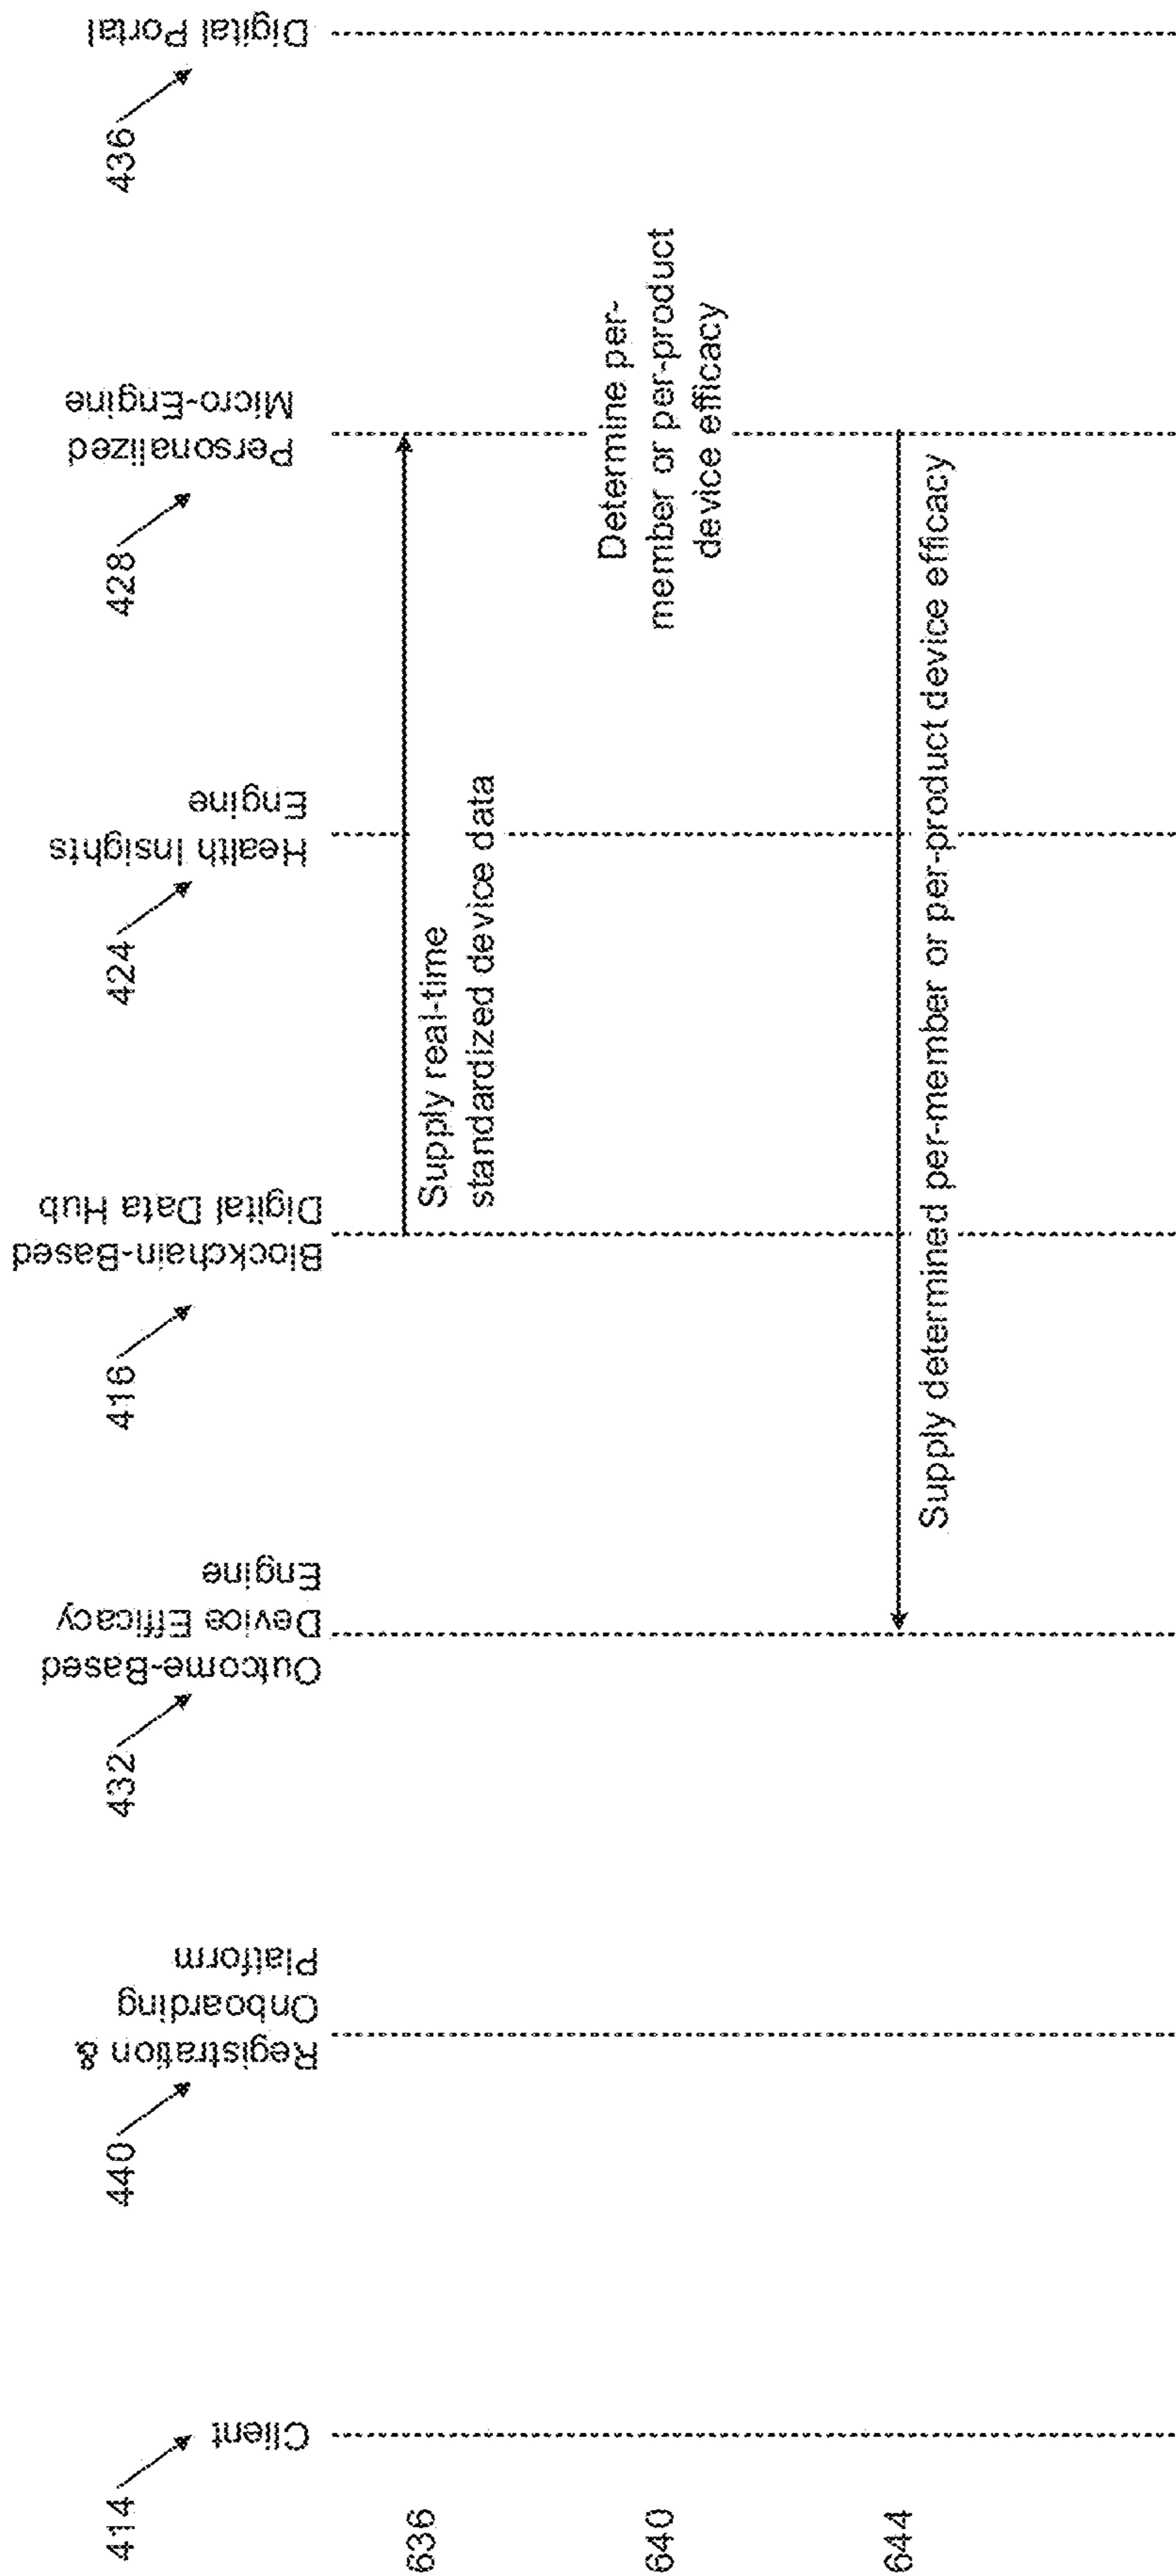 414
Client
440
Registration &
Onboarding
Platform
432
Outcome-Based
Device Efficacy
Engine
416
Blockchain-Based
Digital Data Hub
424
Health Insights
Engine
428
Personalized
Micro-Engine
436
Digital Portal
636
Supply real-time
standardized device data
640
Determine per-
member or per-product
device efficacy
644
Supply determined per-member or per-product device efficacy